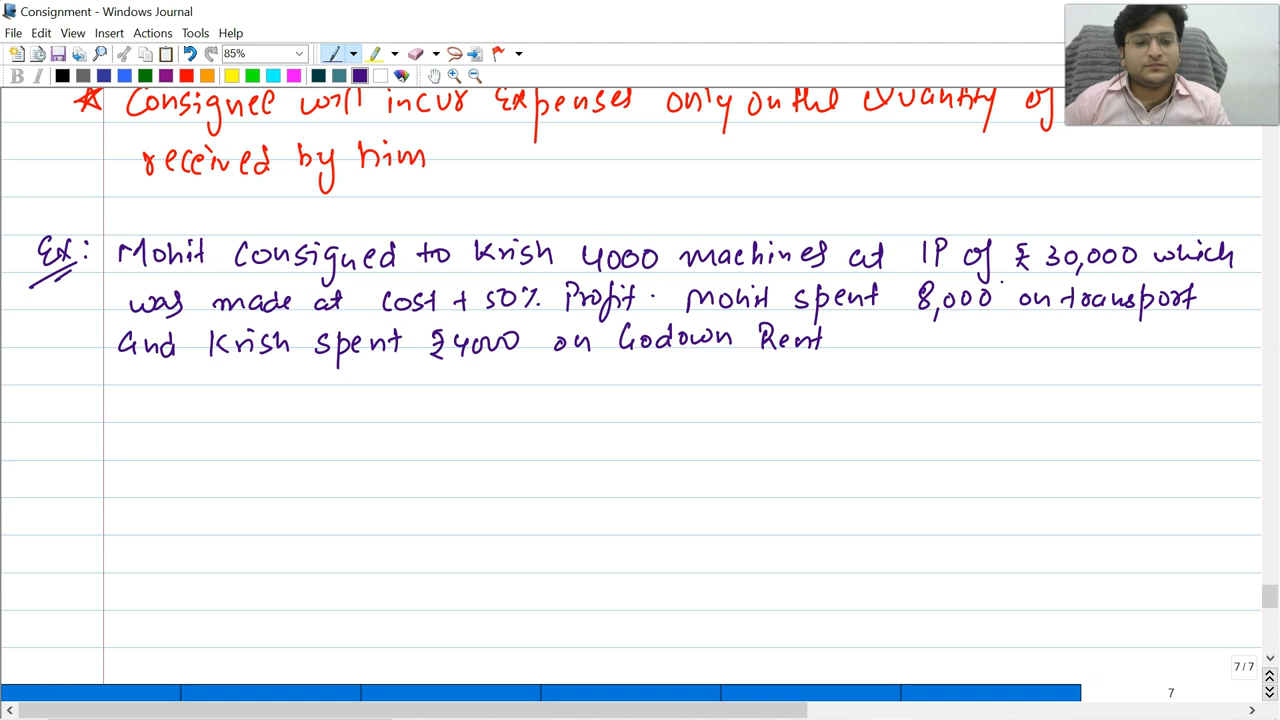 Consignment - Windows Journal
File Edit View Insert Actions Tools Help
85%
B I
* Consignee will incur Expenses only on the Quantity of
received by him
Ex: Mohit Consigned to Krish 4000 machines at IP of ₹ 30,000 which
was made at cost + 50% Profit. Mohit spent 8,000 on transport
and Krish spent ₹4000 on Godown Rent
7 / 7
7